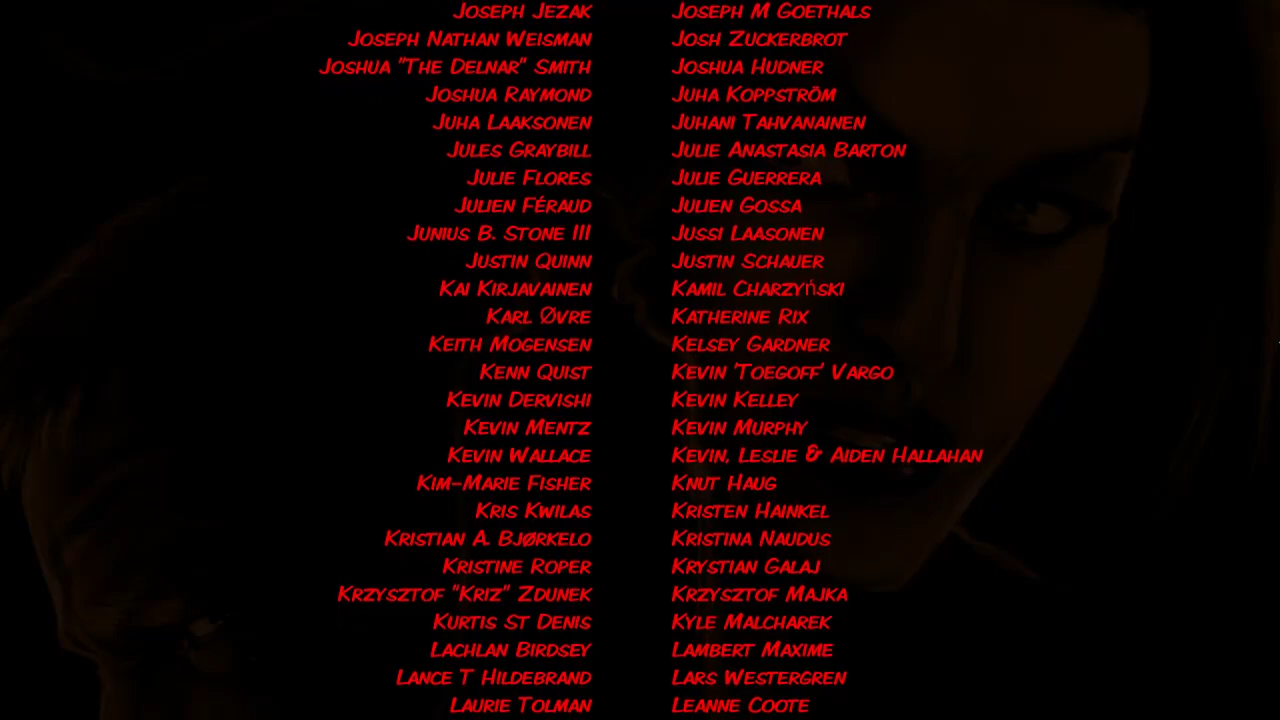 Joseph Jezak Joseph M Goethals
Joseph Nathan Weisman Josh Zuckerbrot
Joshua "The Delnar" Smith Joshua Hudner
Joshua Raymond Juha Koppström
Juha Laaksonen Juhani Tahvanainen
Jules Graybill Julie Anastasia Barton
Julie Flores Julie Guerrera
Julien Féraud Julien Gossa
Junius B. Stone III Jussi Laasonen
Justin Quinn Justin Schauer
Kai Kirjavainen Kamil Charzyński
Karl Øvre Katherine Rix
Keith Mogensen Kelsey Gardner
Kenn Quist Kevin 'Toegoff' Vargo
Kevin Dervishi Kevin Kelley
Kevin Mentz Kevin Murphy
Kevin Wallace Kevin, Leslie & Aiden Hallahan
Kim-Marie Fisher Knut Haug
Kris Kwilas Kristen Hainkel
Kristian A. Bjørkelo Kristina Naudus
Kristine Roper Krystian Galaj
Krzysztof "Kriz" Zdunek Krzysztof Majka
Kurtis St Denis Kyle Malcharek
Lachlan Birdsey Lambert Maxime
Lance T Hildebrand Lars Westergren
Laurie Tolman Leanne Coote